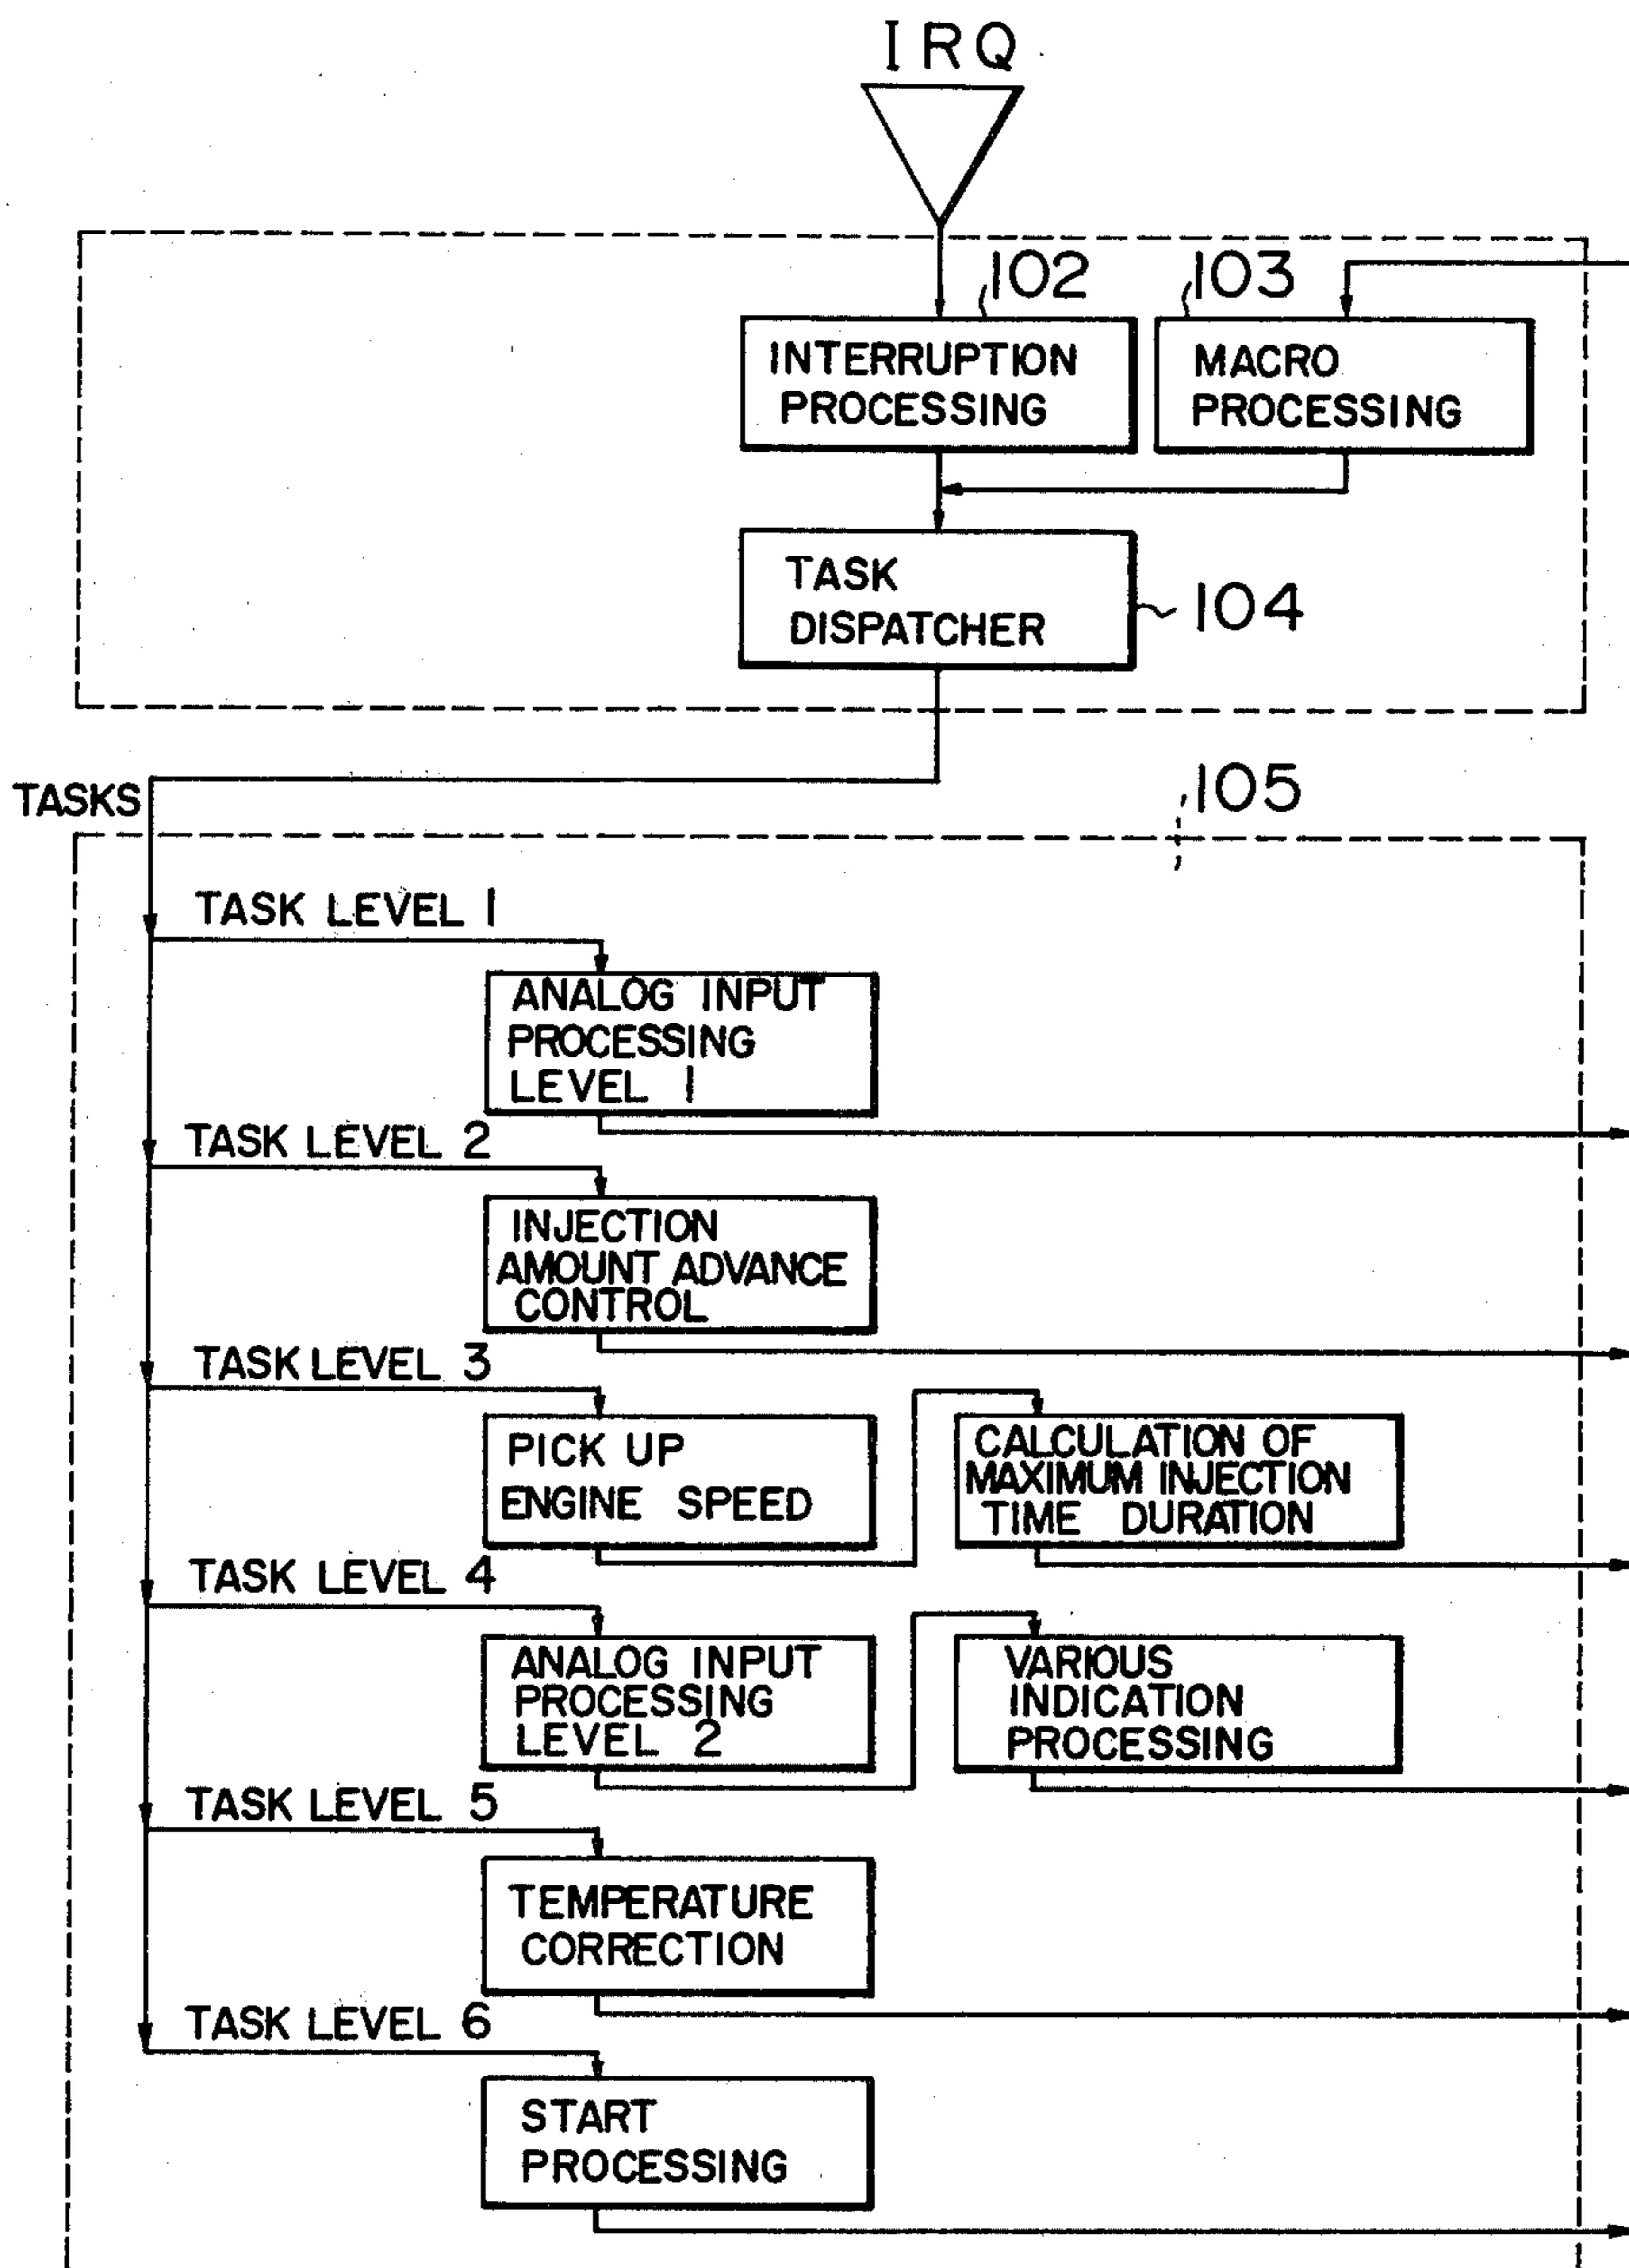 IRQ
102
103
INTERRUPTION
PROCESSING
MACRO
PROCESSING
TASK
DISPATCHER
104
TASKS
105
TASK LEVEL 1
ANALOG INPUT
PROCESSING
LEVEL 1
TASK LEVEL 2
INJECTION
AMOUNT ADVANCE
CONTROL
TASK LEVEL 3
PICK UP
ENGINE SPEED
CALCULATION OF
MAXIMUM INJECTION
TIME DURATION
TASK LEVEL 4
ANALOG INPUT
PROCESSING
LEVEL 2
VARIOUS
INDICATION
PROCESSING
TASK LEVEL 5
TEMPERATURE
CORRECTION
TASK LEVEL 6
START
PROCESSING